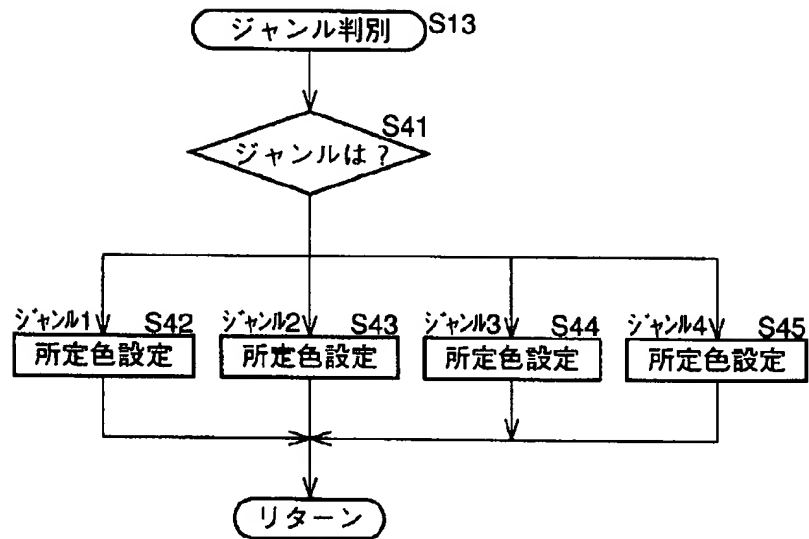 ジャンル判別 S13
S41
ジャンルは？
ジャンル1 S42 ジャンル2 S43 ジャンル3 S44 ジャンル4 S45
所定色設定 所定色設定 所定色設定 所定色設定
リターン